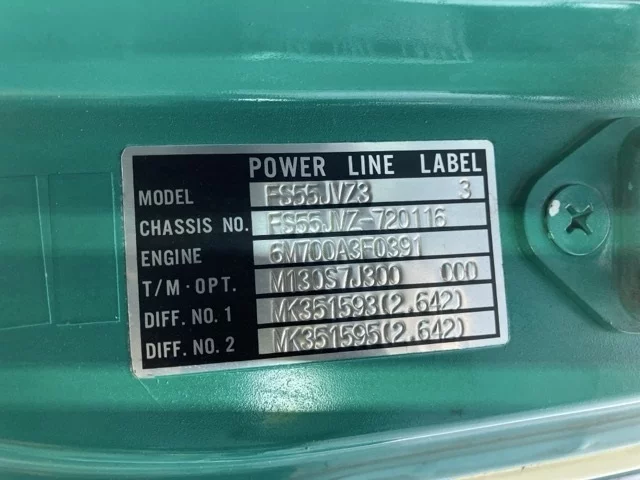 POWER LINE LABEL
MODEL FS55JVZ3 3
CHASSIS NO. FS55JVZ-720116
ENGINE 6M700A3F0391
T/M·OPT. M130S7J300 000
DIFF. NO. 1 MK351593(2.642)
DIFF. NO. 2 MK351595(2.642)